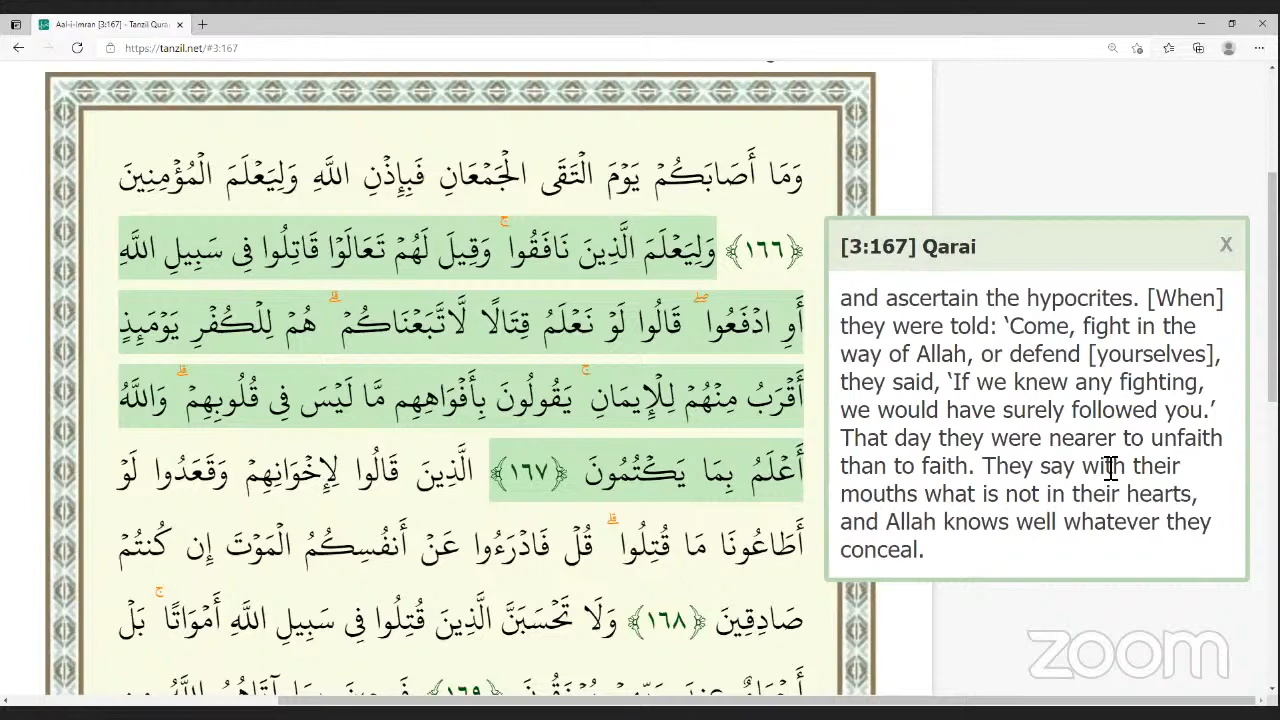 Aal-i-Imran [3:167] - Tanzil Qura
https://tanzil.net/#3:167
وَمَا أَصَابَكُمْ يَوْمَ الْتَقَى الْجَمْعَانِ فَبِإِذْنِ اللَّهِ وَلِيَعْلَمَ الْمُؤْمِنِينَ
﴿١٦٦﴾ وَلِيَعْلَمَ الَّذِينَ نَافَقُوا ۚ وَقِيلَ لَهُمْ تَعَالَوْا قَاتِلُوا فِي سَبِيلِ اللَّهِ
أَوِ ادْفَعُوا ۖ قَالُوا لَوْ نَعْلَمُ قِتَالًا لَّاتَّبَعْنَاكُمْ ۗ هُمْ لِلْكُفْرِ يَوْمَئِذٍ
أَقْرَبُ مِنْهُمْ لِلْإِيمَانِ ۚ يَقُولُونَ بِأَفْوَاهِهِم مَّا لَيْسَ فِي قُلُوبِهِمْ ۗ وَاللَّهُ
أَعْلَمُ بِمَا يَكْتُمُونَ ﴿١٦٧﴾ الَّذِينَ قَالُوا لِإِخْوَانِهِمْ وَقَعَدُوا لَوْ
أَطَاعُونَا مَا قُتِلُوا ۗ قُلْ فَادْرَءُوا عَنْ أَنفُسِكُمُ الْمَوْتَ إِن كُنتُمْ
صَادِقِينَ ﴿١٦٨﴾ وَلَا تَحْسَبَنَّ الَّذِينَ قُتِلُوا فِي سَبِيلِ اللَّهِ أَمْوَاتًا ۚ بَلْ
[3:167] Qarai
X
and ascertain the hypocrites. [When]
they were told: ‘Come, fight in the
way of Allah, or defend [yourselves],
they said, ‘If we knew any fighting,
we would have surely followed you.’
That day they were nearer to unfaith
than to faith. They say with their
mouths what is not in their hearts,
and Allah knows well whatever they
conceal.
zoom